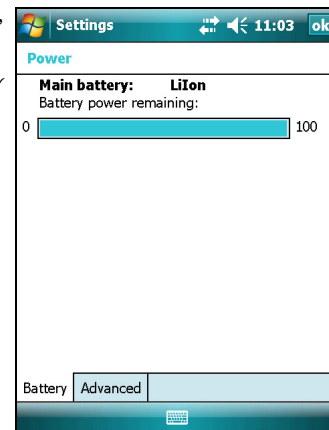 Settings 11:03 ok
Power
Main battery: LiIon
Battery power remaining:
0 100
Battery Advanced